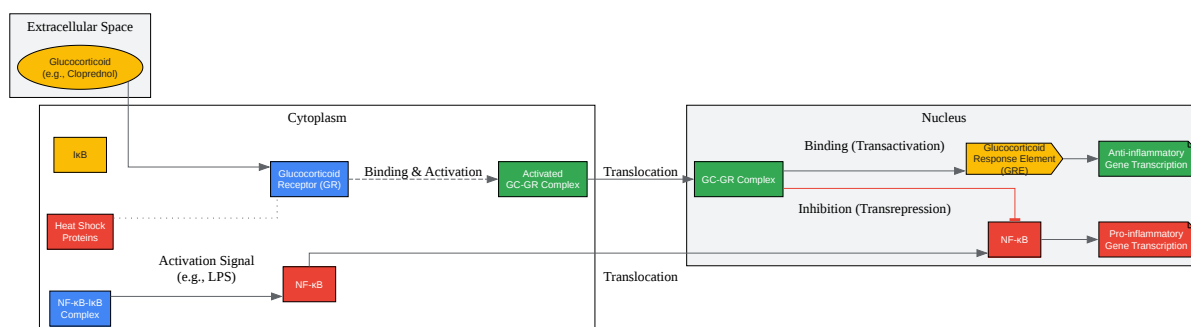 Extracellular Space
Glucocorticoid
(e.g., Cloprednol)
Cytoplasm
IκB
Glucocorticoid
Receptor (GR)
Binding & Activation
Activated
GC-GR Complex
Heat Shock
Proteins
Activation Signal
(e.g., LPS)
NF-κB
NF-κB-IκB
Complex
Translocation
Translocation
Nucleus
GC-GR Complex
Binding (Transactivation)
Glucocorticoid
Response Element
(GRE)
Anti-inflammatory
Gene Transcription
Inhibition (Transrepression)
NF-κB
Pro-inflammatory
Gene Transcription